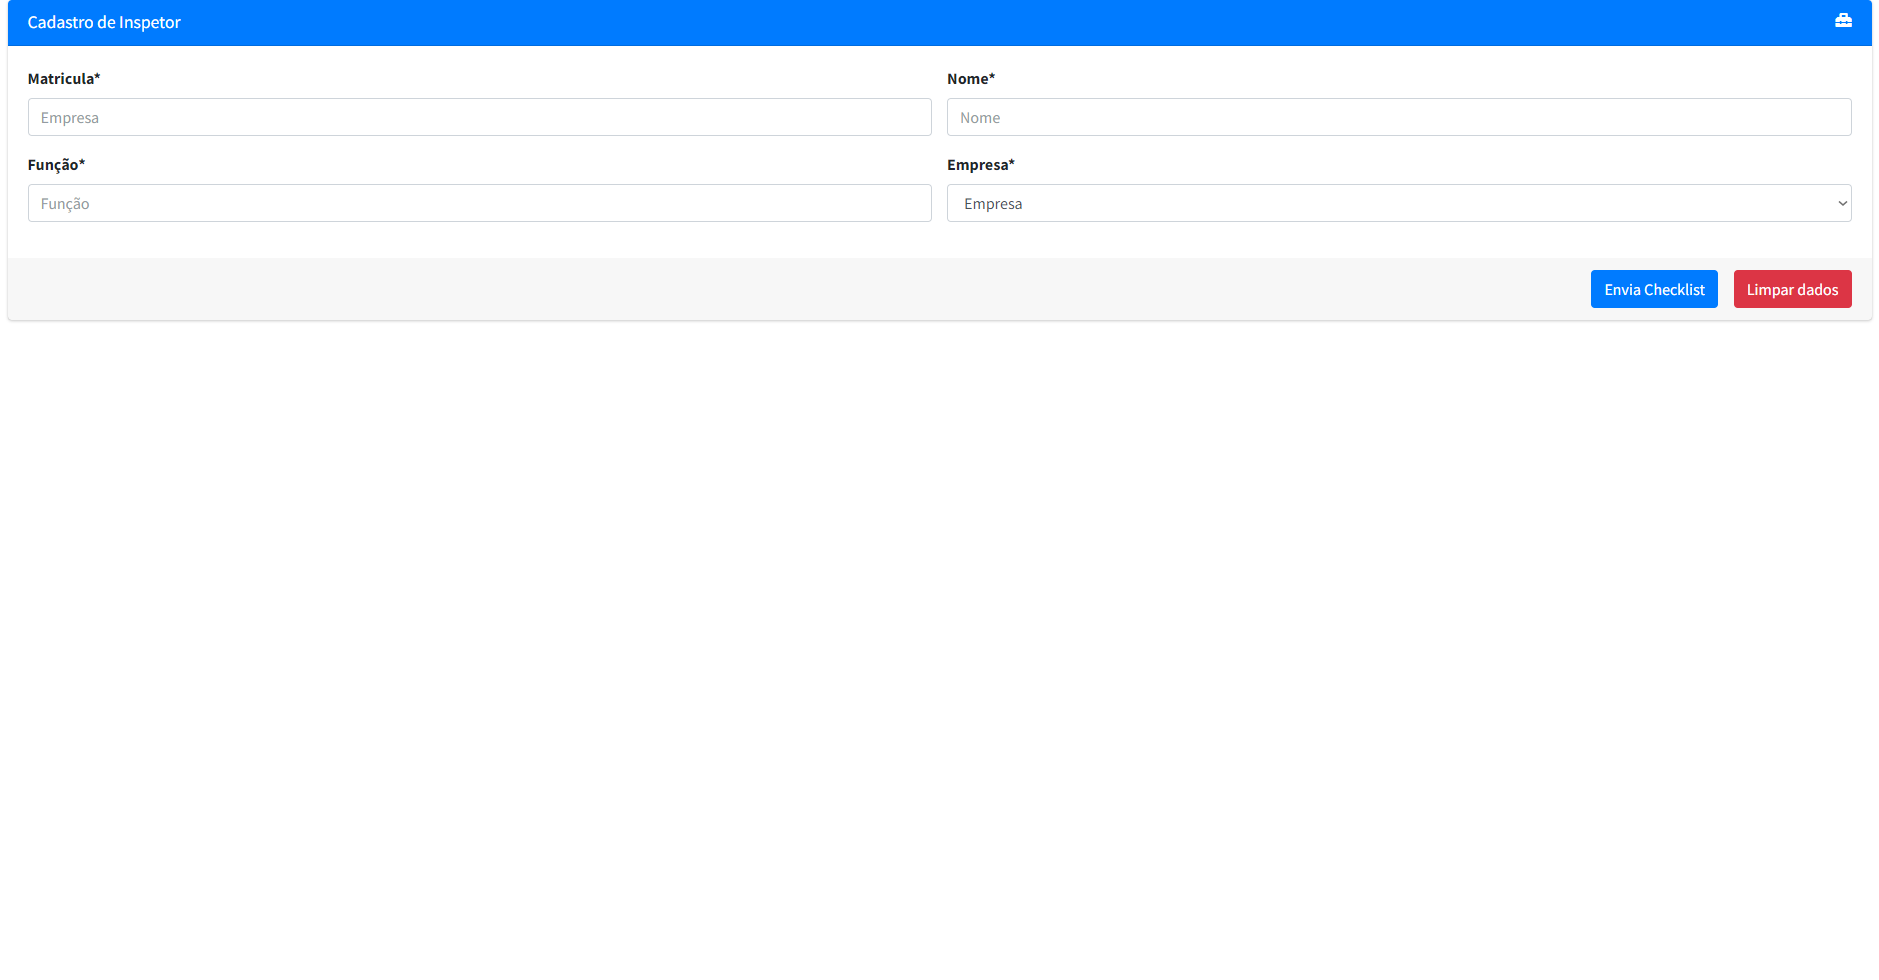 Cadastro de Inspetor
Matricula*
Nome*
Empresa
Nome
Função*
Empresa*
Função
Empresa
Envia Checklist
Limpar dados